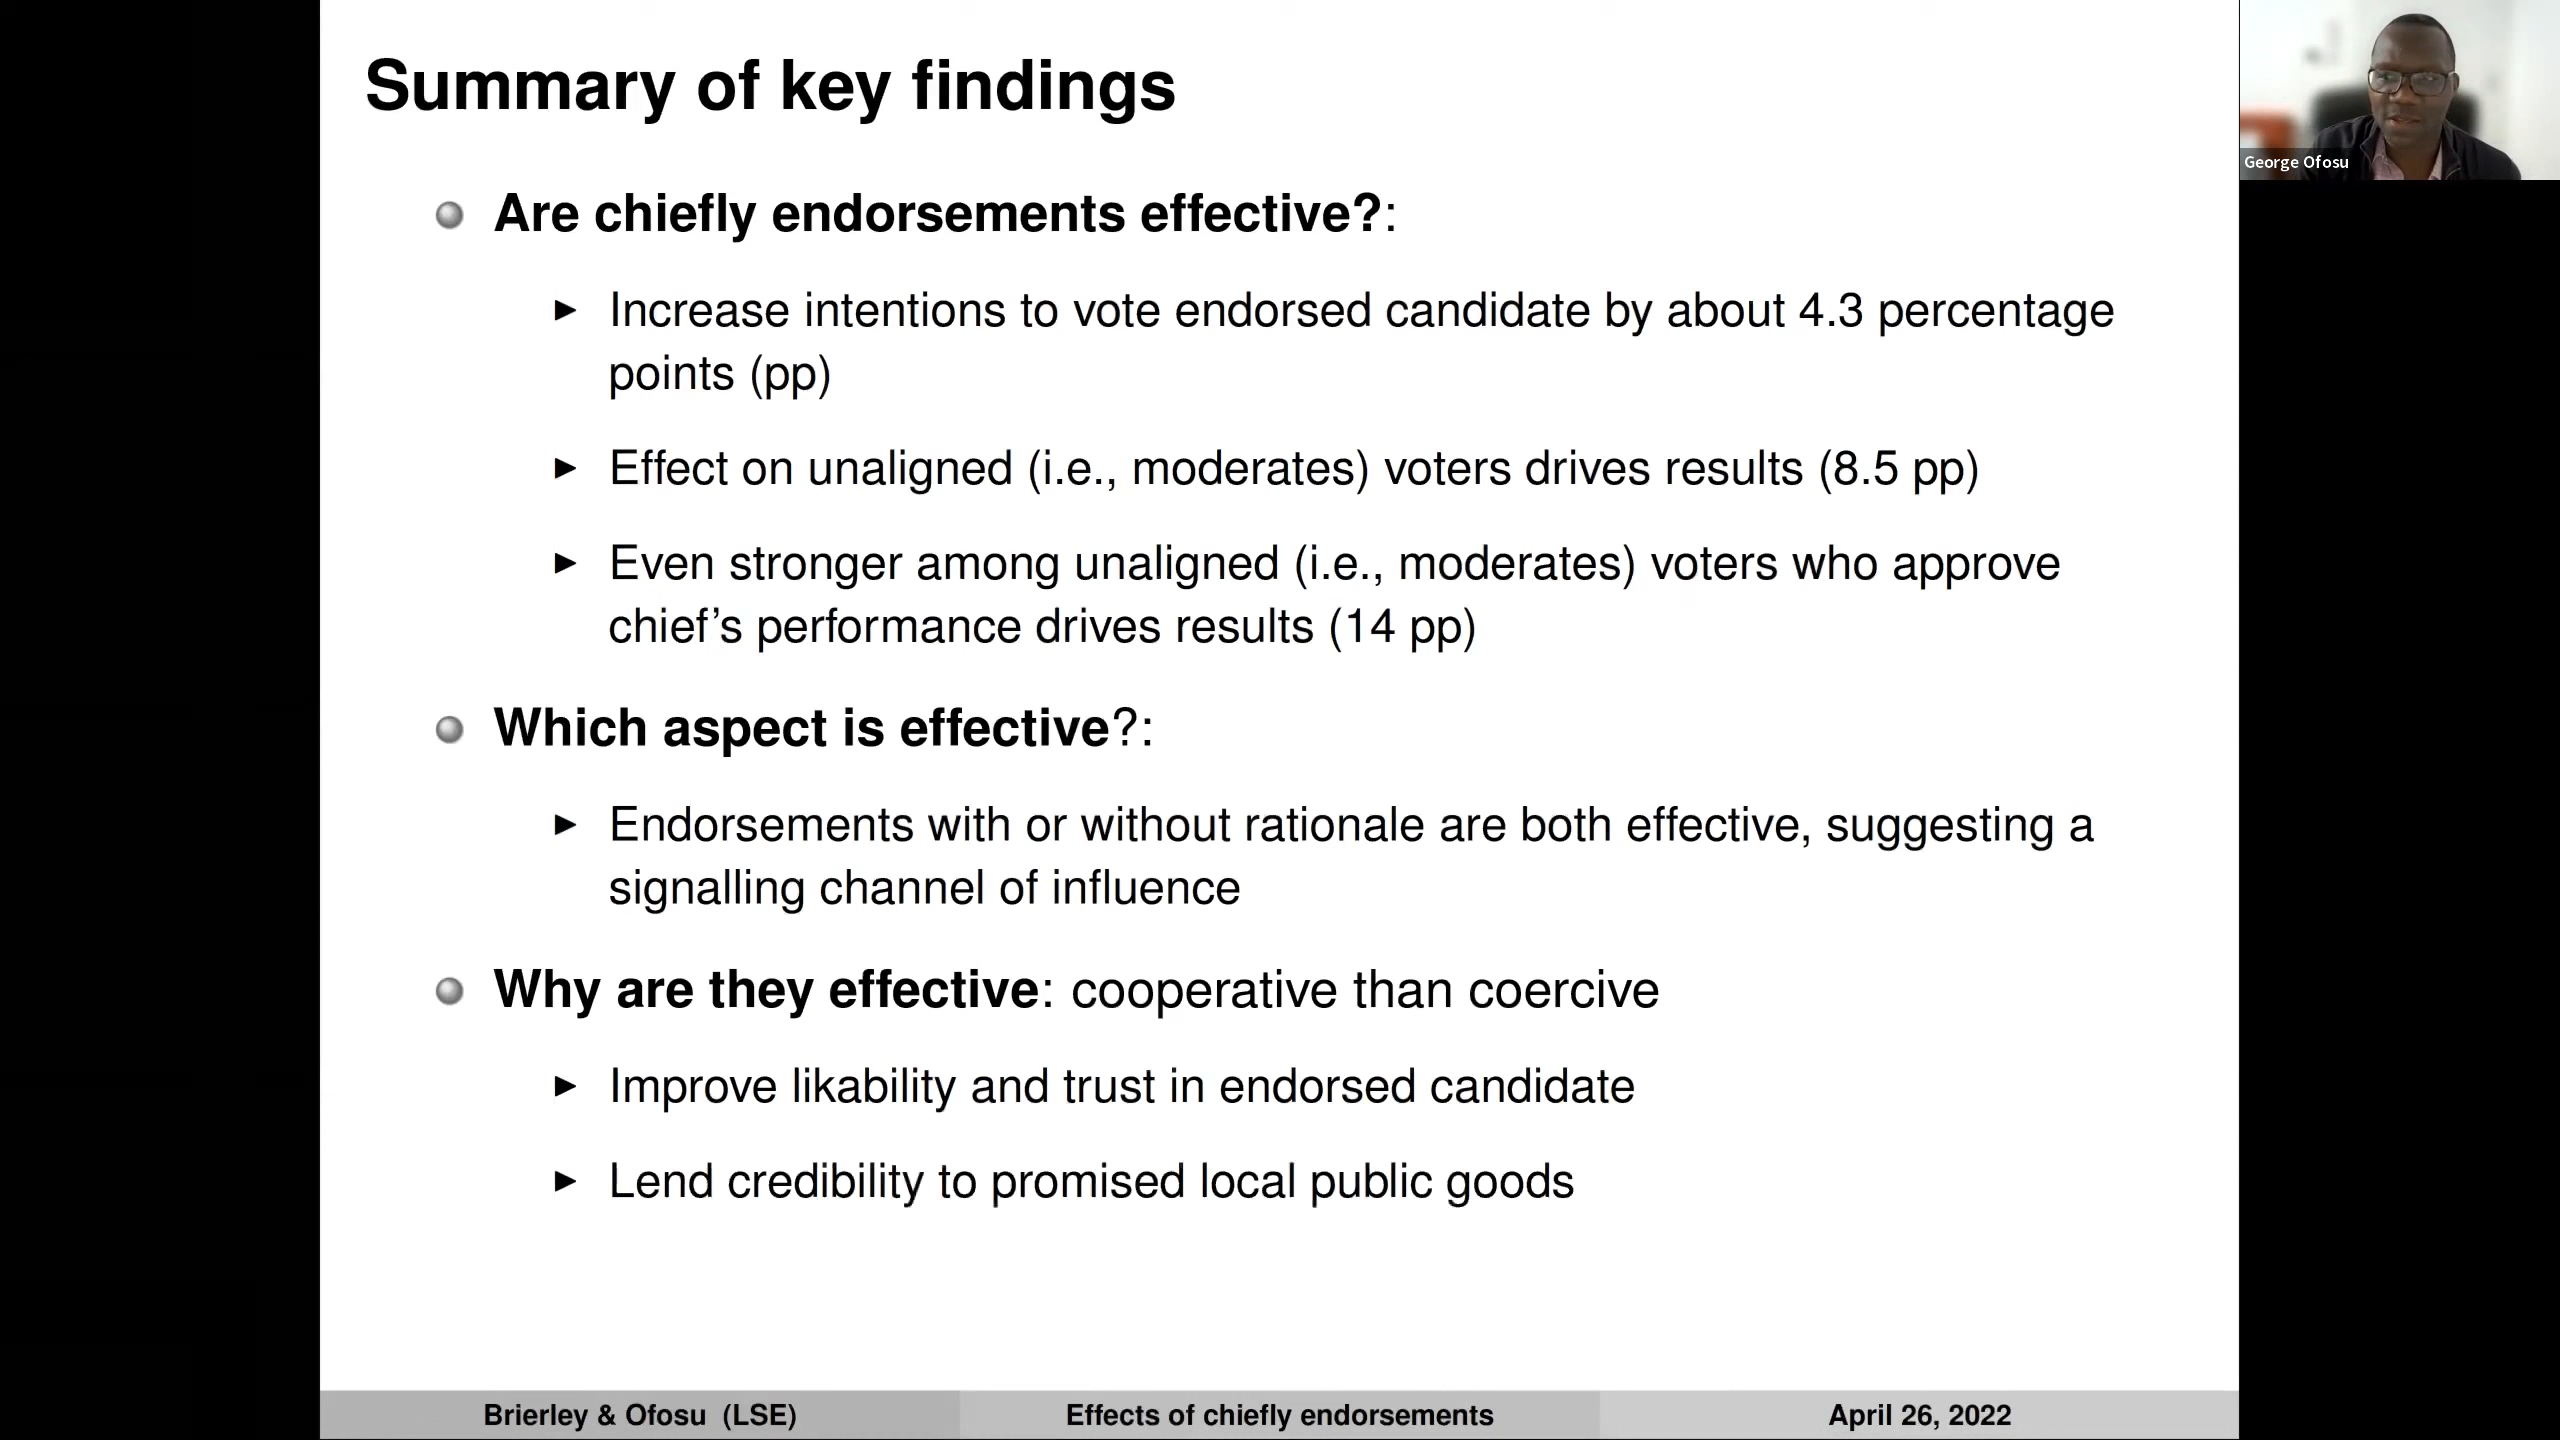 Summary of key findings
George Ofosu
Are chiefly endorsements effective?:
Increase intentions to vote endorsed candidate by about 4.3 percentage
points (pp)
Effect on unaligned (i.e., moderates) voters drives results (8.5 pp)
Even stronger among unaligned (i.e., moderates) voters who approve
chief’s performance drives results (14 pp)
Which aspect is effective?:
Endorsements with or without rationale are both effective, suggesting a
signalling channel of influence
Why are they effective: cooperative than coercive
Improve likability and trust in endorsed candidate
Lend credibility to promised local public goods
Brierley & Ofosu (LSE)
Effects of chiefly endorsements
April 26, 2022